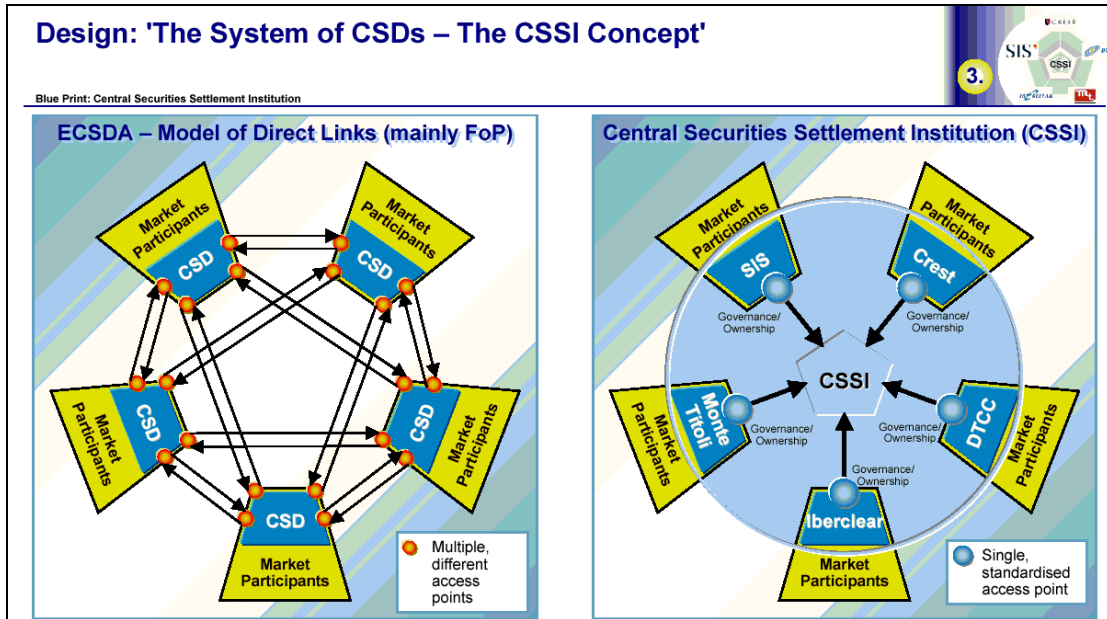 Design: 'The System of CSDs – The CSSI Concept'
CREST
SIS
CSSI
3.
Blue Print: Central Securities Settlement Institution
ECSDA – Model of Direct Links (mainly FoP)
Market
Participants
CSD
Market
Participants
CSD
Market
Participants
CSD
Market
Participants
CSD
CSD
Market
Participants
Multiple,
different
access
points
Central Securities Settlement Institution (CSSI)
Market
Participants
SIS
Market
Participants
Crest
Governance/
Ownership
Governance/
Ownership
CSSI
Market
Participants
Monte
Titoli
Governance/
Ownership
Governance/
Ownership
DTCC
Market
Participants
Governance/
Ownership
Iberclear
Market
Participants
Single,
standardised
access point